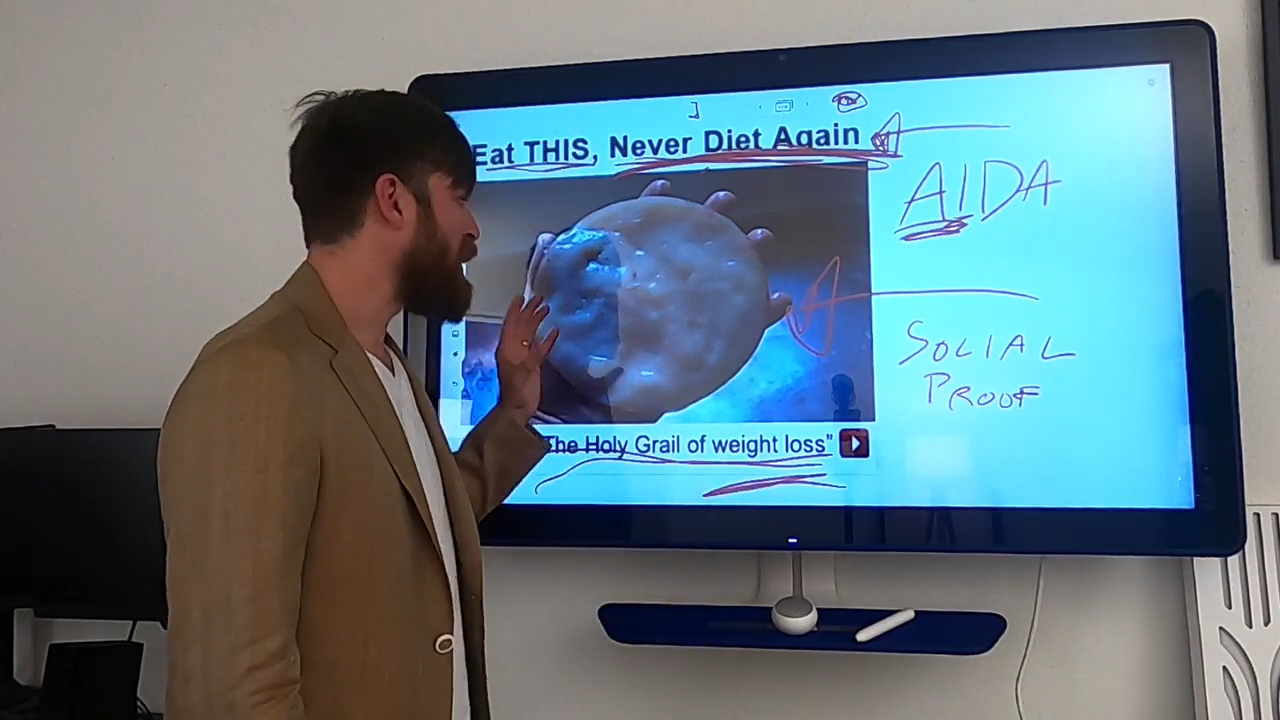 Eat THIS, Never Diet Again
AIDA
SOCIAL
PROOF
The Holy Grail of weight loss”